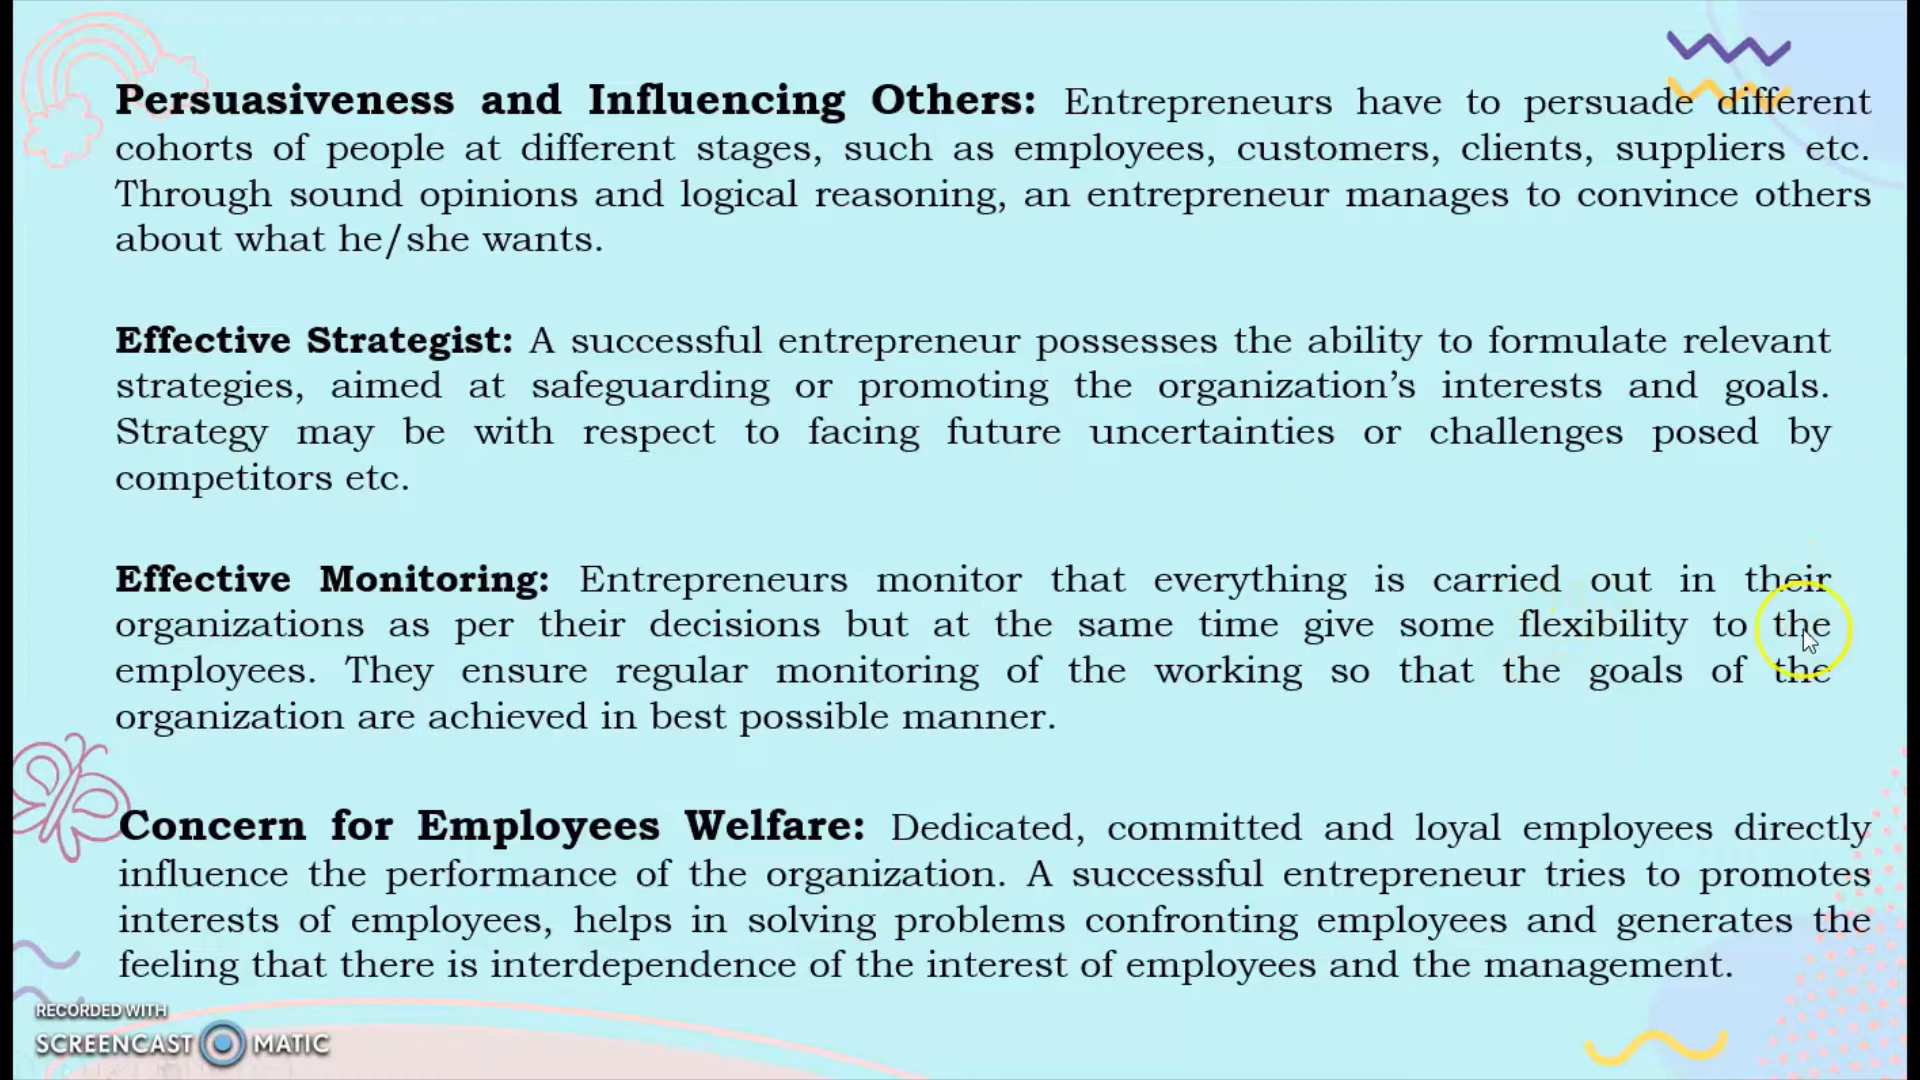 Persuasiveness and Influencing Others: Entrepreneurs have to persuade different
cohorts of people at different stages, such as employees, customers, clients, suppliers etc.
Through sound opinions and logical reasoning, an entrepreneur manages to convince others
about what he/she wants.
Effective Strategist: A successful entrepreneur possesses the ability to formulate relevant
strategies, aimed at safeguarding or promoting the organization’s interests and goals.
Strategy may be with respect to facing future uncertainties or challenges posed by
competitors etc.
Effective Monitoring: Entrepreneurs monitor that everything is carried out in their
organizations as per their decisions but at the same time give some flexibility to the
employees. They ensure regular monitoring of the working so that the goals of the
organization are achieved in best possible manner.
Concern for Employees Welfare: Dedicated, committed and loyal employees directly
influence the performance of the organization. A successful entrepreneur tries to promotes
interests of employees, helps in solving problems confronting employees and generates the
feeling that there is interdependence of the interest of employees and the management.
RECORDED WITH
SCREENCAST MATIC